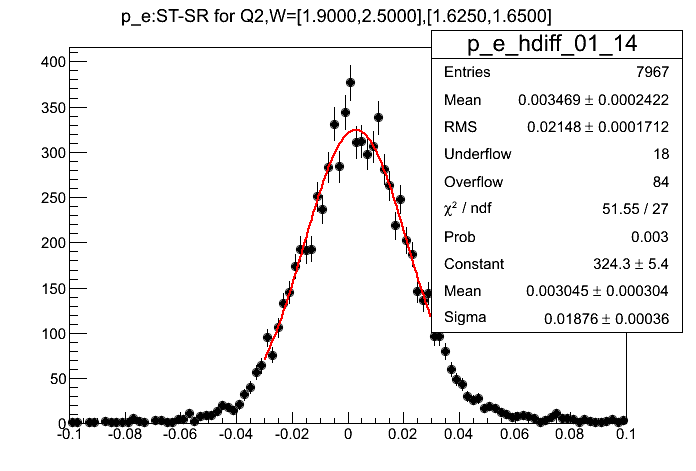 p_e:ST-SR for Q2,W=[1.9000,2.5000],[1.6250,1.6500]
p_e_hdiff_01_14
Entries 7967
Mean 0.003469 ± 0.0002422
RMS 0.02148 ± 0.0001712
Underflow 18
Overflow 84
χ² / ndf 51.55 / 27
Prob 0.003
Constant 324.3 ± 5.4
Mean 0.003045 ± 0.000304
Sigma 0.01876 ± 0.00036
400
350
300
250
200
150
100
50
0
-0.1 -0.08 -0.06 -0.04 -0.02 0 0.02 0.04 0.06 0.08 0.1